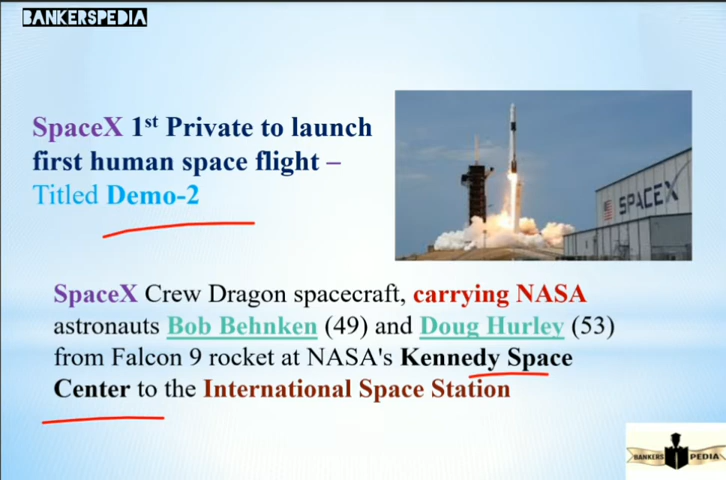 BANKERSPEDIA
SpaceX 1st Private to launch
first human space flight –
Titled Demo-2
SPACEX
SpaceX Crew Dragon spacecraft, carrying NASA
astronauts Bob Behnken (49) and Doug Hurley (53)
from Falcon 9 rocket at NASA's Kennedy Space
Center to the International Space Station
BANKERS PEDIA